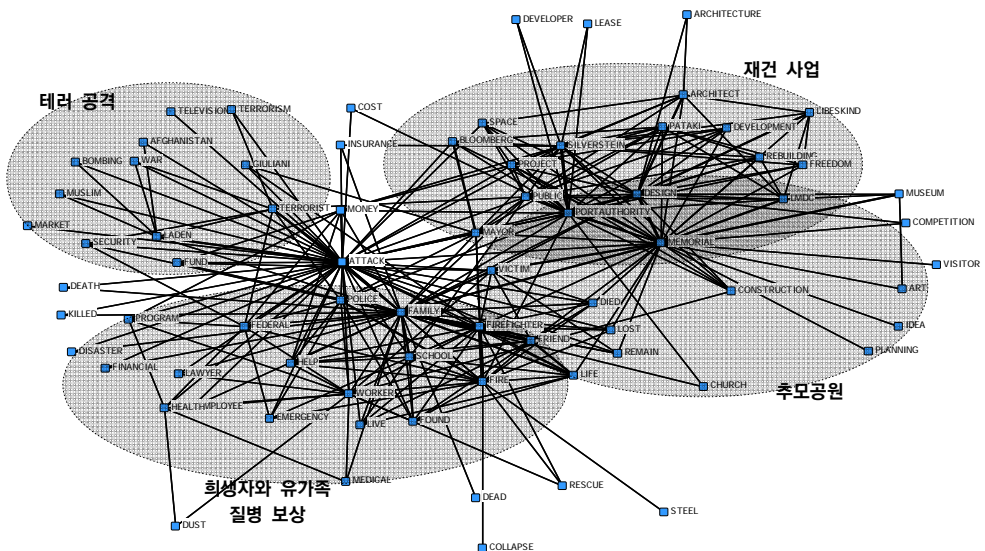 ARCHITECTURE
DEVELOPER
LEASE
재건 사업
테러 공격
ARCHITECT
COST
TELEVISION
TERRORISM
LIBESKIND
SPACE
PATAKI
DEVELOPMENT
AFGHANISTAN
INSURANCE
BLOOMBERG
SILVERSTEIN
BOMBING
WAR
GIULIANI
PROJECT
REBUILDING
FREEDOM
MUSLIM
PUBLIC
DESIGN
LMDC
MUSEUM
TERRORIST
MONEY
PORTAUTHORITY
MARKET
COMPETITION
LADEN
MAYOR
SECURITY
MEMORIAL
FUND
ATTACK
VICTIM
VISITOR
DEATH
CONSTRUCTION
ART
POLICE
DIED
KILLED
PROGRAM
FAMILY
FEDERAL
FIREFIGHTER
LOST
IDEA
FRIEND
DISASTER
SCHOOL
REMAIN
PLANNING
HELP
FINANCIAL
LAWYER
FIRE
LIFE
CHURCH
추모공원
WORKER
HEALTHMPLOYEE
EMERGENCY
LIVE
FOUND
희생자와 유가족
MEDICAL
질병 보상
RESCUE
DEAD
STEEL
DUST
COLLAPSE